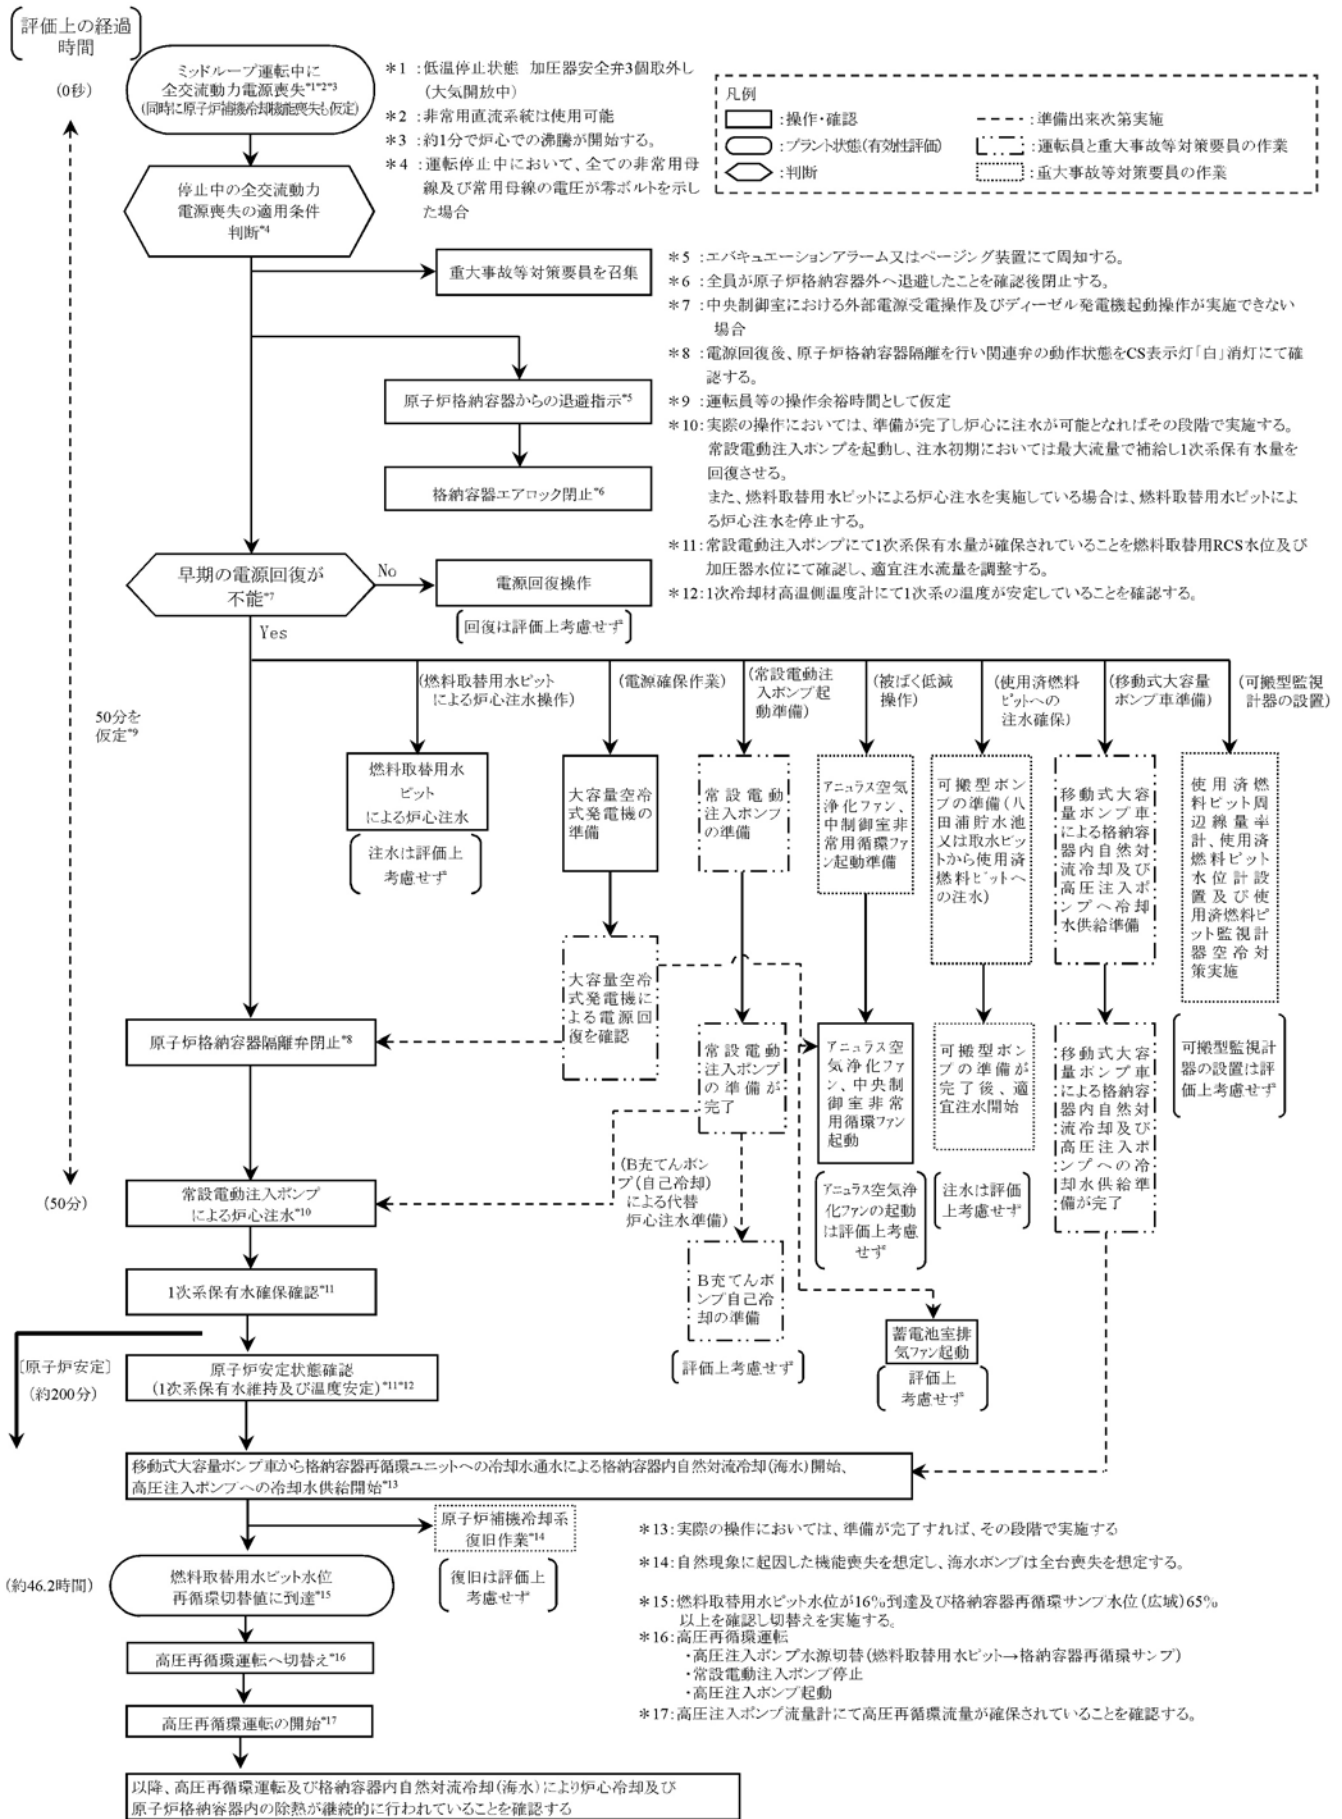 評価上の経過
時間
(0秒)
ミッドループ運転中に
全交流動力電源喪失*1*2*3
(同時に原子炉補機冷却機能喪失も仮定)
*1:低温停止状態 加圧器安全弁3個取外し
(大気開放中)
*2:非常用直流系統は使用可能
*3:約1分で炉心での沸騰が開始する。
*4:運転停止中において、全ての非常用母
線及び常用母線の電圧が零ボルトを示し
た場合
凡例
:操作・確認
:プラント状態(有効性評価)
:判断
:準備出来次第実施
:運転員と重大事故等対策要員の作業
:重大事故等対策要員の作業
停止中の全交流動力
電源喪失の適用条件
判断*4
重大事故等対策要員を召集
原子炉格納容器からの退避指示*5
格納容器エアロック閉止*6
*5:エバキュエーションアラーム又はページング装置にて周知する。
*6:全員が原子炉格納容器外へ退避したことを確認後閉止する。
*7:中央制御室における外部電源受電操作及びディーゼル発電機起動操作が実施できない
場合
*8:電源回復後、原子炉格納容器隔離を行い関連弁の動作状態をCS表示灯「白」消灯にて確
認する。
*9:運転員等の操作余裕時間として仮定
*10:実際の操作においては、準備が完了し炉心に注水が可能となればその段階で実施する。
常設電動注入ポンプを起動し、注水初期においては最大流量で補給し1次系保有水量を
回復させる。
また、燃料取替用水ピットによる炉心注水を実施している場合は、燃料取替用水ピットによ
る炉心注水を停止する。
*11:常設電動注入ポンプにて1次系保有水量が確保されていることを燃料取替用RCS水位及び
加圧器水位にて確認し、適宜注水流量を調整する。
*12:1次冷却材高温側温度計にて1次系の温度が安定していることを確認する。
早期の電源回復が
不能*7
No
電源回復操作
回復は評価上考慮せず
Yes
50分を
仮定*9
(燃料取替用水ピット
による炉心注水操作)
(電源確保作業)
(常設電動注
入ポンプ起
動準備)
(被ばく低減
操作)
(使用済燃料
ピットへの
注水確保)
(移動式大容量
ポンプ車準備)
(可搬型監視
計器の設置)
燃料取替用水
ピット
による炉心注水
注水は評価上
考慮せず
大容量空冷
式発電機の
準備
常設電動
注入ポンプ
の準備
アニュラス空気
浄化ファン、
中制御室非
常用循環ファ
ン起動準備
可搬型ポン
プの準備(八
田浦貯水池
又は取水ピット
から使用済
燃料ピットへ
の注水)
移動式大容
量ポンプ車
による格納容
器内自然対
流冷却及び
高圧注入ポ
ンプへ冷却
水供給準備
使用済燃
料ピット周
辺線量率
計、使用済
燃料ピット
水位計設
置及び使
用済燃料ピ
ット監視計
器空冷対
策実施
可搬型監視計
器の設置は評
価上考慮せず
大容量空冷
式発電機に
よる電源回
復を確認
原子炉格納容器隔離弁閉止*8
常設電動
注入ポンプ
の準備が
完了
アニュラス空
気浄化ファ
ン、中央制
御室非常
用循環ファン
起動
可搬型ポン
プの準備が
完了後、適
宜注水開始
移動式大容
量ポンプ車
による格納容
器内自然対
流冷却及び
高圧注入ポ
ンプへの冷
却水供給準
備が完了
(50分)
常設電動注入ポンプ
による炉心注水*10
(B充てんポン
プ(自己冷却)
による代替
炉心注水準備)
アニュラス空気浄
化ファンの起動
は評価上考慮
せず
注水は評価
上考慮せず
B充てんポ
ンプ自己冷
却の準備
評価上考慮せず
1次系保有水確保確認*11
蓄電池室排
気ファン起動
評価上
考慮せず
〔原子炉安定〕
(約200分)
原子炉安定状態確認
(1次系保有水維持及び温度安定)*11*12
移動式大容量ポンプ車から格納容器再循環ユニットへの冷却水通水による格納容器内自然対流冷却(海水)開始、
高圧注入ポンプへの冷却水供給開始*13
原子炉補機冷却系
復旧作業*14
復旧は評価上
考慮せず
*13:実際の操作においては、準備が完了すれば、その段階で実施する
*14:自然現象に起因した機能喪失を想定し、海水ポンプは全台喪失を想定する。
*15:燃料取替用水ピット水位が16%到達及び格納容器再循環サンプ水位(広域)65%
以上を確認し切替えを実施する。
*16:高圧再循環運転
・高圧注入ポンプ水源切替(燃料取替用水ピット→格納容器再循環サンプ)
・常設電動注入ポンプ停止
・高圧注入ポンプ起動
*17:高圧注入ポンプ流量計にて高圧再循環流量が確保されていることを確認する。
(約46.2時間)
燃料取替用水ピット水位
再循環切替値に到達*15
高圧再循環運転へ切替え*16
高圧再循環運転の開始*17
以降、高圧再循環運転及び格納容器内自然対流冷却(海水)により炉心冷却及び
原子炉格納容器内の除熱が継続的に行われていることを確認する